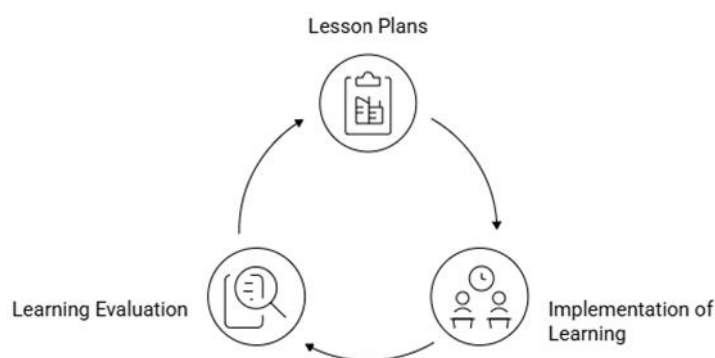 Lesson Plans
Learning Evaluation
Implementation of
Learning